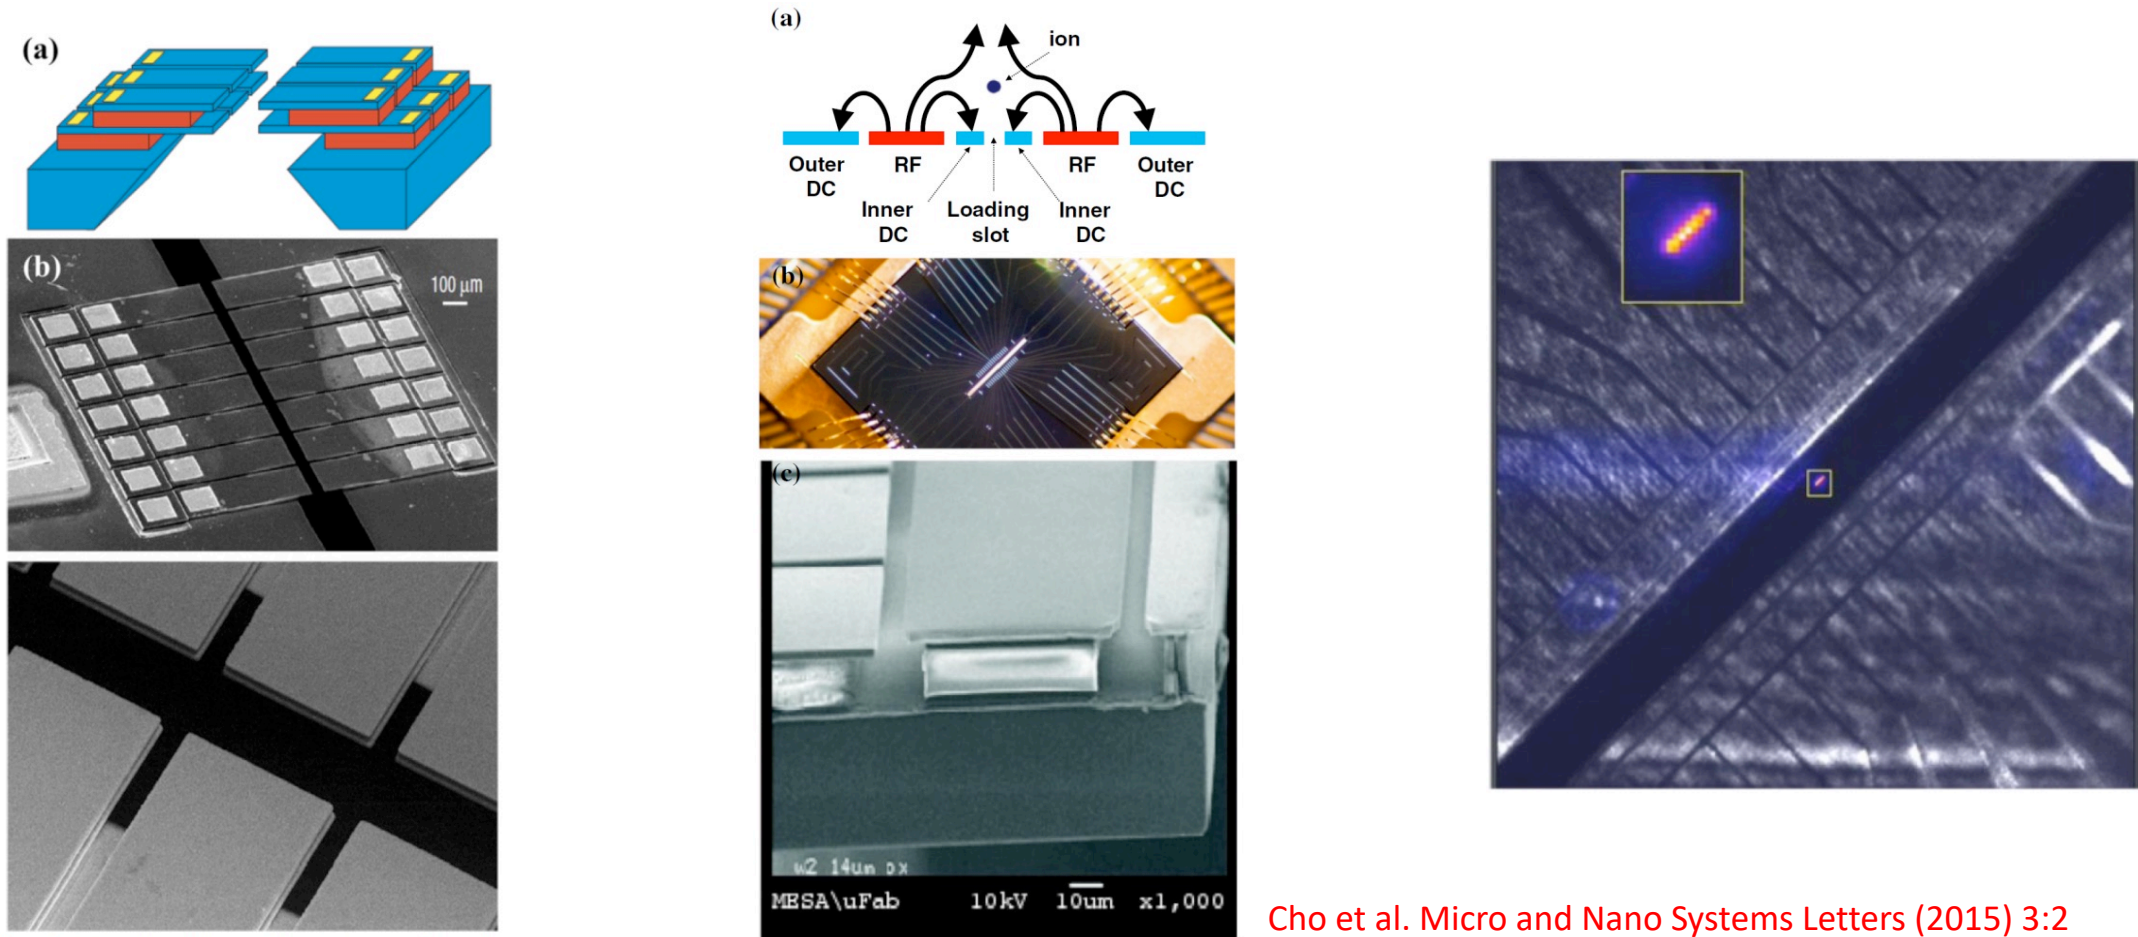 (a)
(b)
100 μm
(a)
ion
Outer
DC
RF
Inner
DC
Loading
slot
Inner
DC
RF
Outer
DC
(b)
(c)
w2 14um px
MESA\uFab 10kV 10um x1,000
Cho et al. Micro and Nano Systems Letters (2015) 3:2